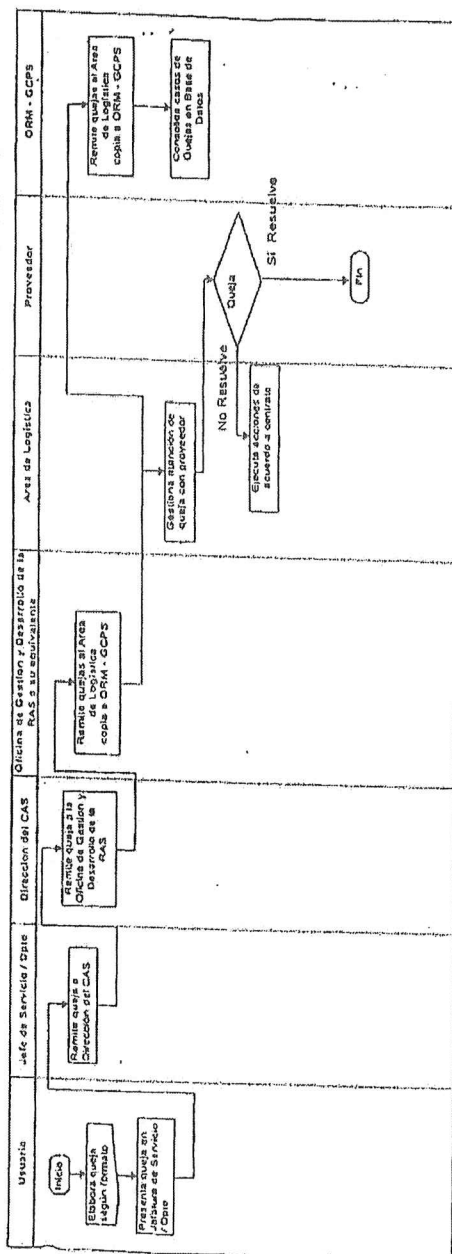 Usuario
Jefe de Servicio / Dpto
Direccion del CAS
Oficina de Gestion y Desarrollo de la
RAS o su equivalente
Area de Logistica
Proveedor
ORM - GCPS
Inicio
Elabora queja
según formato
Presenta queja en
Jefatura de Servicio
/ Dpto
Remite queja a
Dirección del CAS
Remite queja a la
Oficina de Gestion y
Desarrollo de la
RAS
Remite quejas al Area
de Logística
copia a ORM - GCPS
Gestiona atención de
queja con proveedor
No Resuelve
Ejecuta acciones de
acuerdo a contrato
Queja
Sí Resuelve
Fin
Remite quejas al Area
de Logística
copia a ORM - GCPS
Consolida casos de
Quejas en Base de
Datos